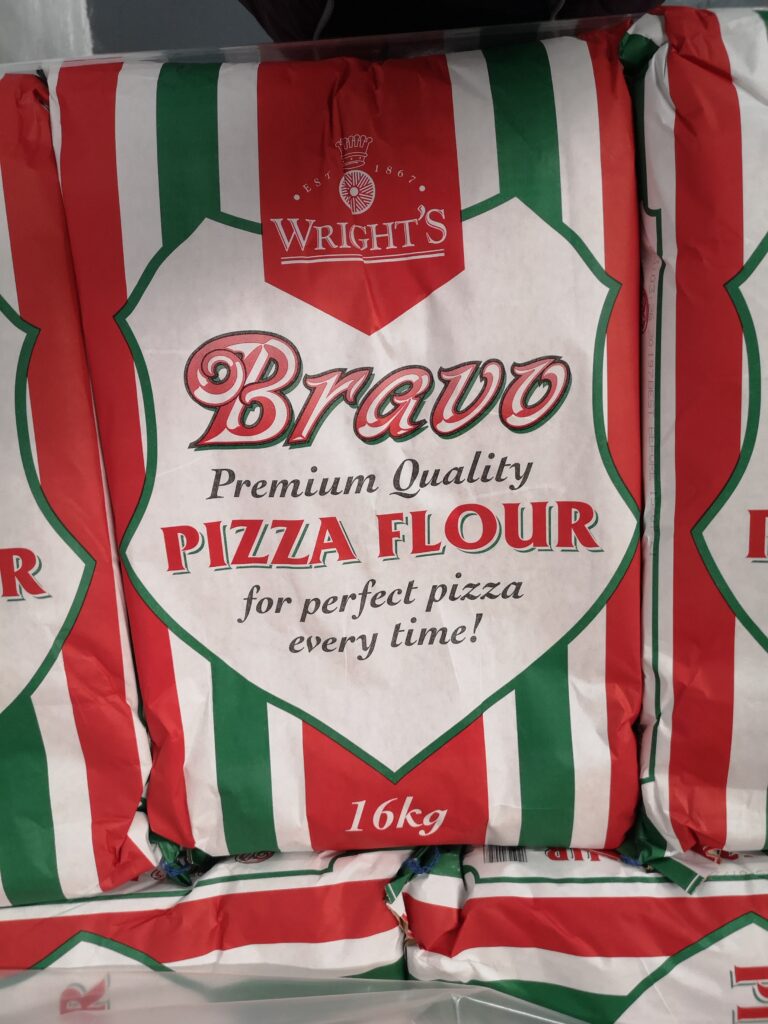 • EST 1867 •
WRIGHT'S
Bravo
Premium Quality
PIZZA FLOUR
for perfect pizza
every time!
16kg
R